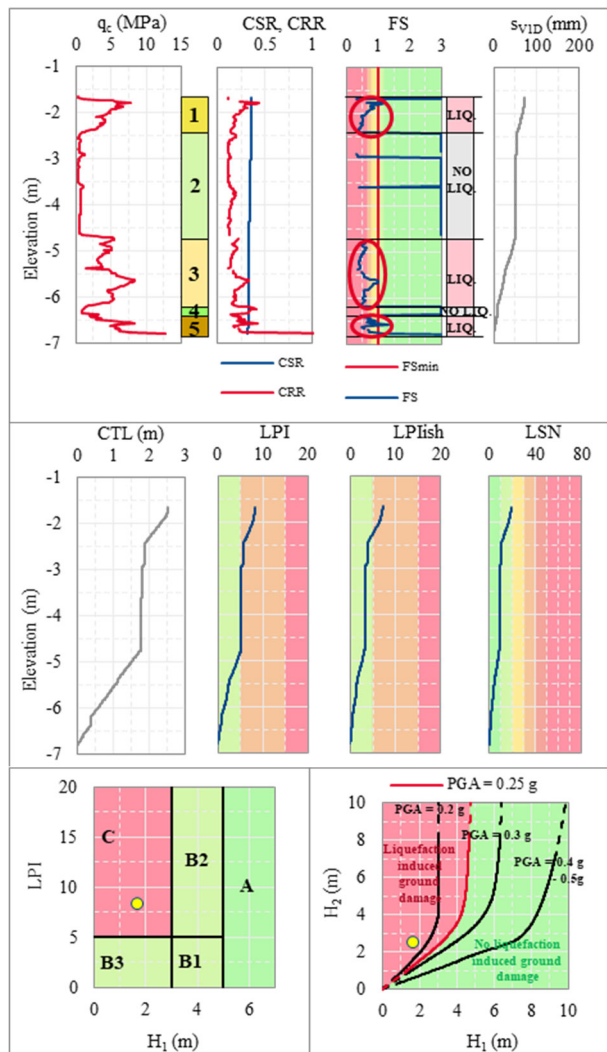 qc (MPa) CSR, CRR FS sV1D (mm)
0 5 10 15 0 0.5 1 0 1 2 3 0 100 200
-1
-2
-3
-4
-5
-6
-7
Elevation (m)
1
2
3
4
5
LIQ.
NO
LIQ.
LIQ.
NO LIQ.
LIQ.
CSR FSmin
CRR FS
CTL (m) LPI LPIish LSN
0 1 2 3 0 10 20 0 10 20 0 40 80
-1
-2
-3
-4
-5
-6
-7
Elevation (m)
20
15
10
5
0
LPI
C
B2
A
B3 B1
0 2 4 6
H1 (m)
PGA = 0.25 g
10
8
6
4
2
0
H2 (m)
PGA = 0.2 g
PGA = 0.3 g
PGA = 0.4 g
- 0.5g
Liquefaction
induced
ground
damage
No liquefaction
induced ground
damage
0 2 4 6 8 10
H1 (m)